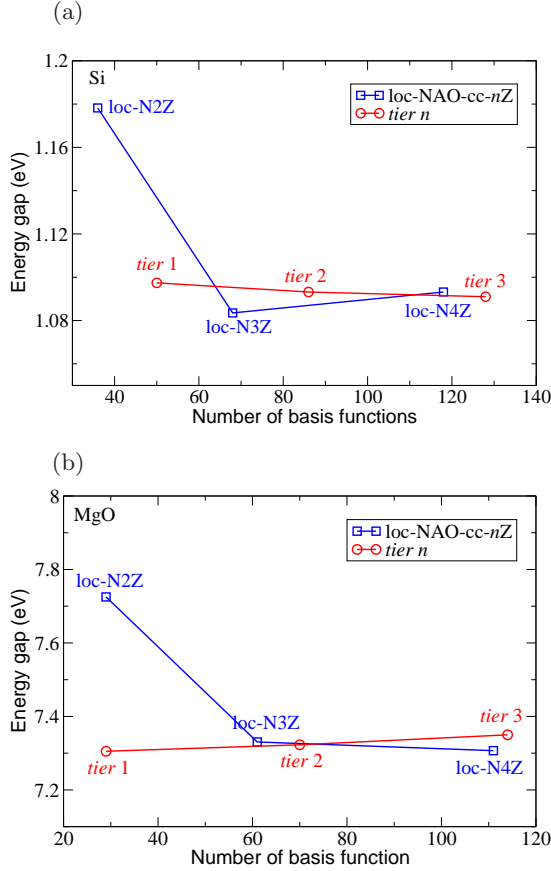 (a)
1.2
1.16
1.12
1.08
Energy gap (eV)
Si
loc-NAO-cc-nZ
tier n
loc-N2Z
tier 1
tier 2
tier 3
loc-N3Z
loc-N4Z
40 60 80 100 120 140
Number of basis functions
(b)
8
7.8
7.6
7.4
7.2
Energy gap (eV)
MgO
loc-NAO-cc-nZ
tier n
loc-N2Z
loc-N3Z
tier 3
tier 1
tier 2
loc-N4Z
20 40 60 80 100 120
Number of basis function